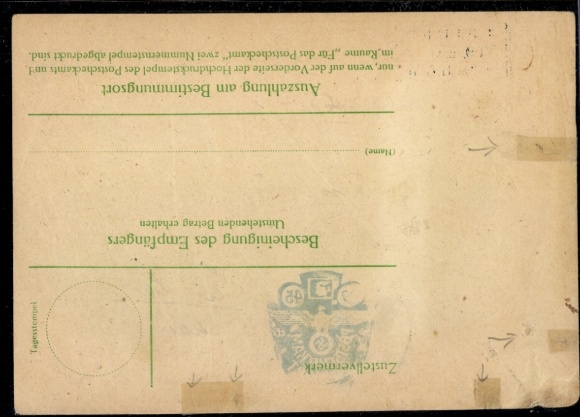 Zustellvermerk
Tagesstempel
Bescheinigung des Empfängers
Umstehenden Betrag erhalten
(Name)
Auszahlung am Bestimmungsort
nur, wenn auf der Vorderseite der Hochdruckstempel des Postscheckamts und
im Raume „Für das Postscheckamt“ zwei Nummernstempel abgedruckt sind.
45